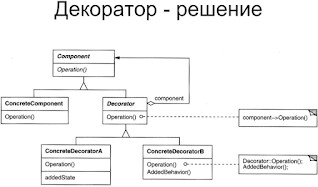 Декоратор - решение
Component
Operation()
component
ConcreteComponent
Operation()
Decorator
Operation()
component->Operation()
ConcreteDecoratorA
Operation()
addedState
ConcreteDecoratorB
Operation()
AddedBehavior()
Decorator::Operation();
AddedBehavior();